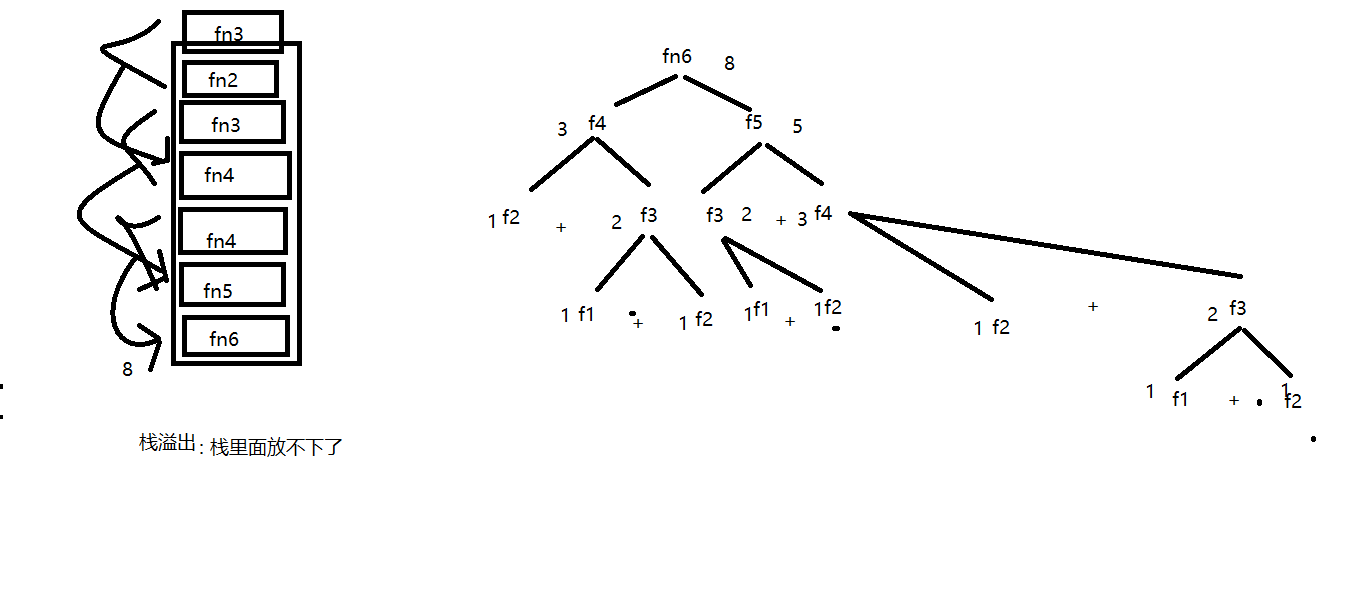 fn3
fn2
fn3
fn4
fn4
fn5
fn6
8
栈溢出 : 栈里面放不下了
fn6 8
3 f4 f5 5
1 f2 + 2 f3 f3 2 + 3 f4
1 f1 + 1 f2 1 f1 + 1 f2 1 f2 + 2 f3
1 f1 + 1 f2